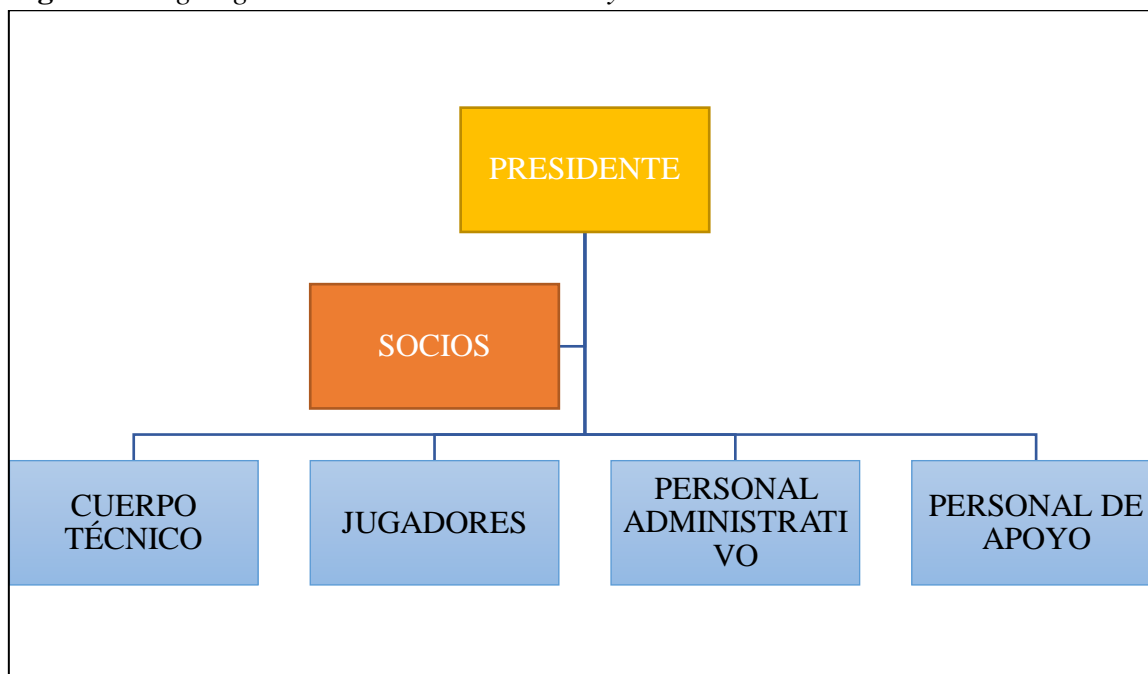 PRESIDENTE
SOCIOS
CUERPO
TÉCNICO
JUGADORES
PERSONAL
ADMINISTRATI
VO
PERSONAL DE
APOYO